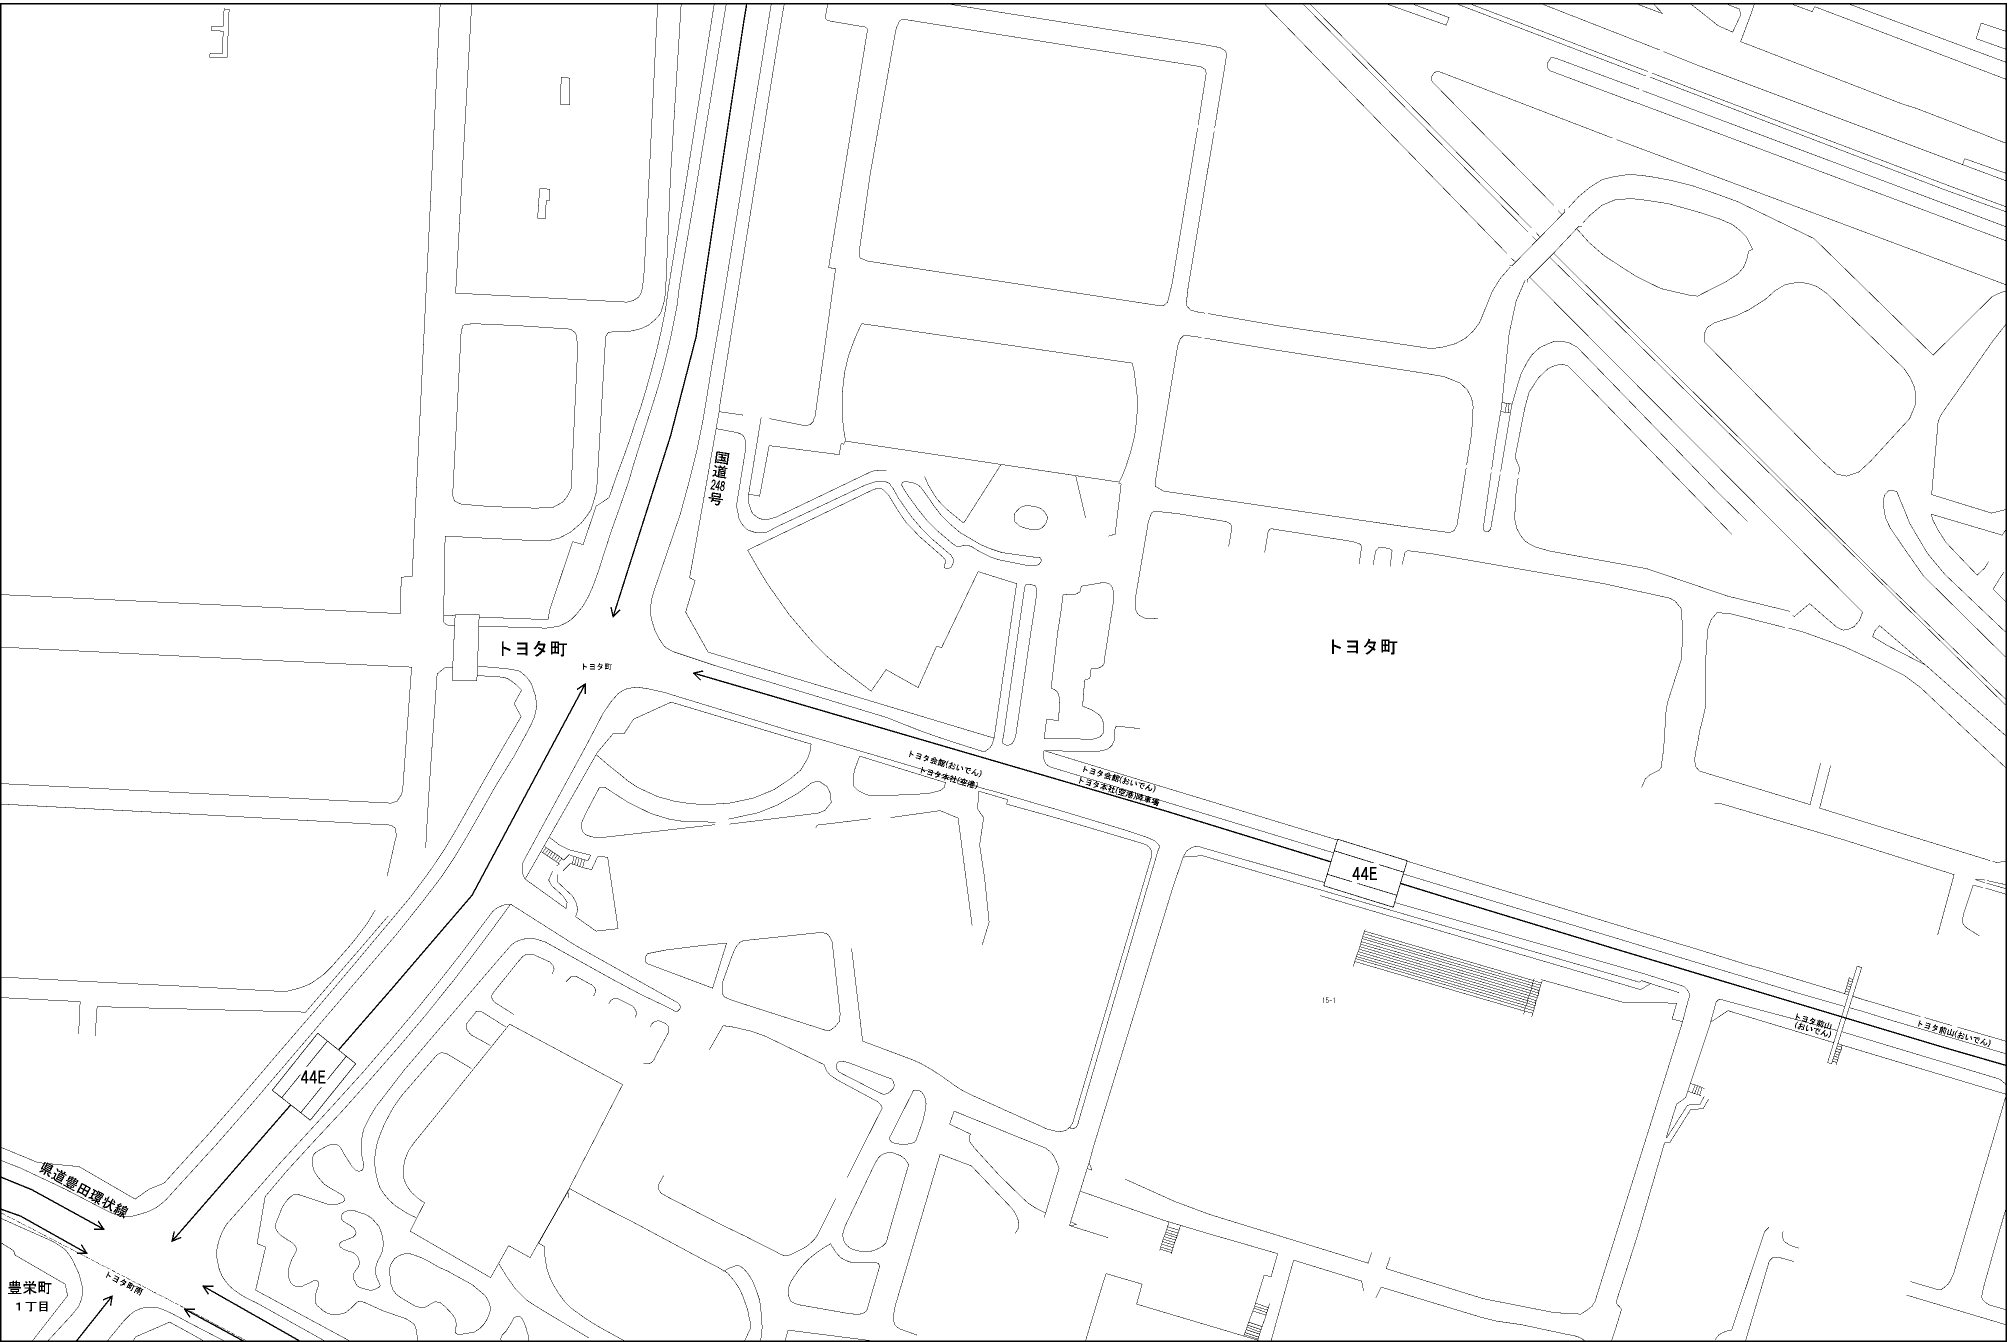 国道248号
トヨタ町
トヨタ町
トヨタ町
トヨタ会館(おいでん)
トヨタ本社(空港)
トヨタ会館(おいでん)
トヨタ本社(空港)降車場
44E
15-1
トヨタ前山
(おいでん)
トヨタ前山(おいでん)
44E
県道豊田環状線
トヨタ町南
豊栄町
1丁目